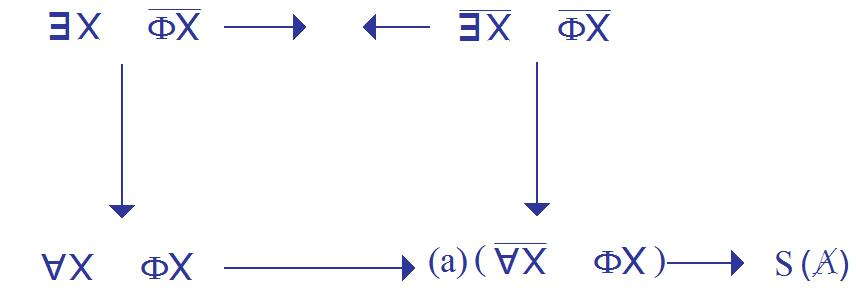 ∃X Φ̅X̅ ∃̅X̅ Φ̅X̅
∀X ΦX (a) ( ∀̅X̅ ΦX ) S (A̸)